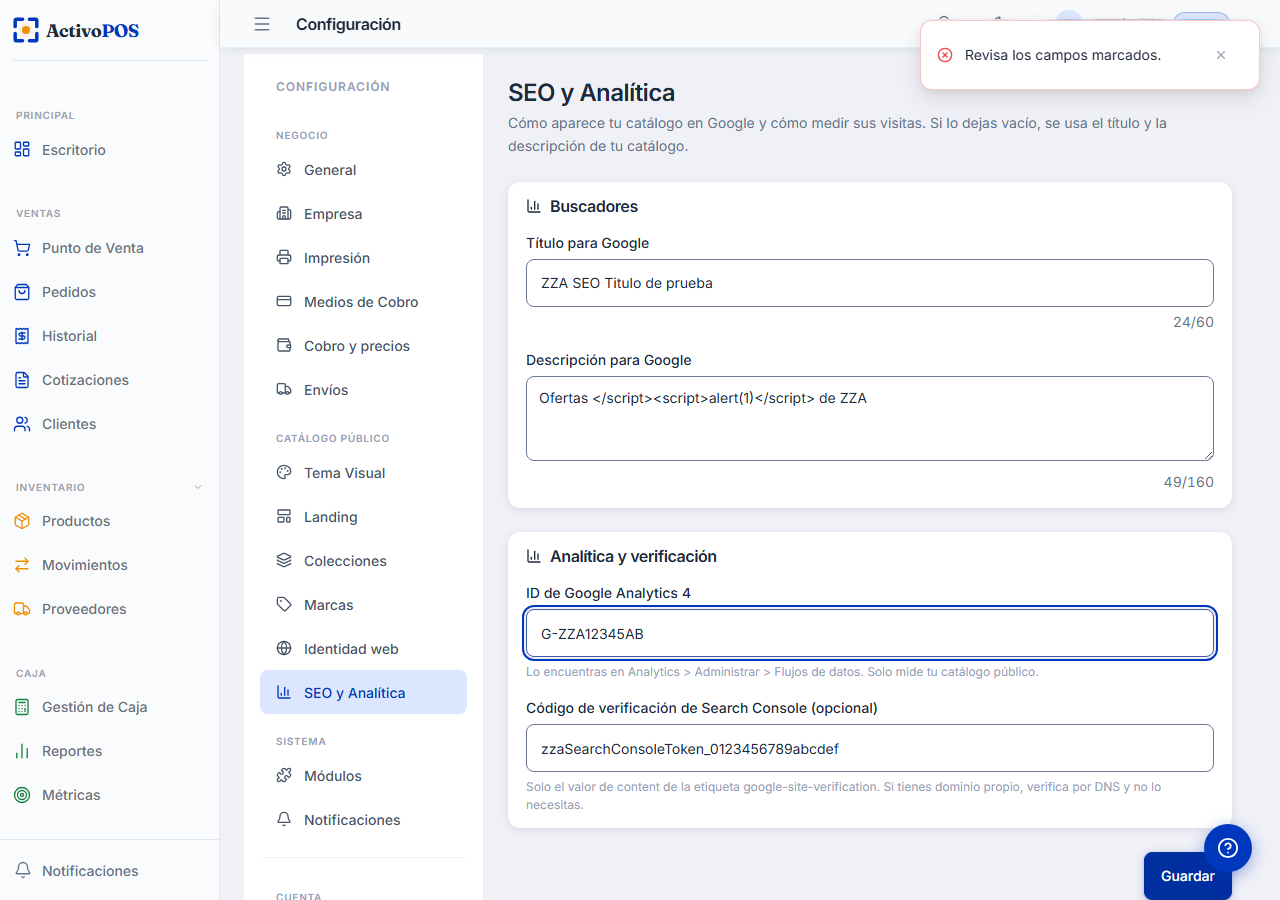 ActivoPOS
PRINCIPAL
Escritorio
VENTAS
Punto de Venta
Pedidos
Historial
Cotizaciones
Clientes
INVENTARIO
Productos
Movimientos
Proveedores
CAJA
Gestión de Caja
Reportes
Métricas
Notificaciones
Configuración
Revisa los campos marcados.
CONFIGURACIÓN
NEGOCIO
General
Empresa
Impresión
Medios de Cobro
Cobro y precios
Envíos
CATÁLOGO PÚBLICO
Tema Visual
Landing
Colecciones
Marcas
Identidad web
SEO y Analítica
SISTEMA
Módulos
Notificaciones
CUENTA
SEO y Analítica
Cómo aparece tu catálogo en Google y cómo medir sus visitas. Si lo dejas vacío, se usa el título y la
descripción de tu catálogo.
Buscadores
Título para Google
ZZA SEO Titulo de prueba
24/60
Descripción para Google
Ofertas </script><script>alert(1)</script> de ZZA
49/160
Analítica y verificación
ID de Google Analytics 4
G-ZZA12345AB
Lo encuentras en Analytics > Administrar > Flujos de datos. Solo mide tu catálogo público.
Código de verificación de Search Console (opcional)
zzaSearchConsoleToken_0123456789abcdef
Solo el valor de content de la etiqueta google-site-verification. Si tienes dominio propio, verifica por DNS y no lo
necesitas.
Guardar